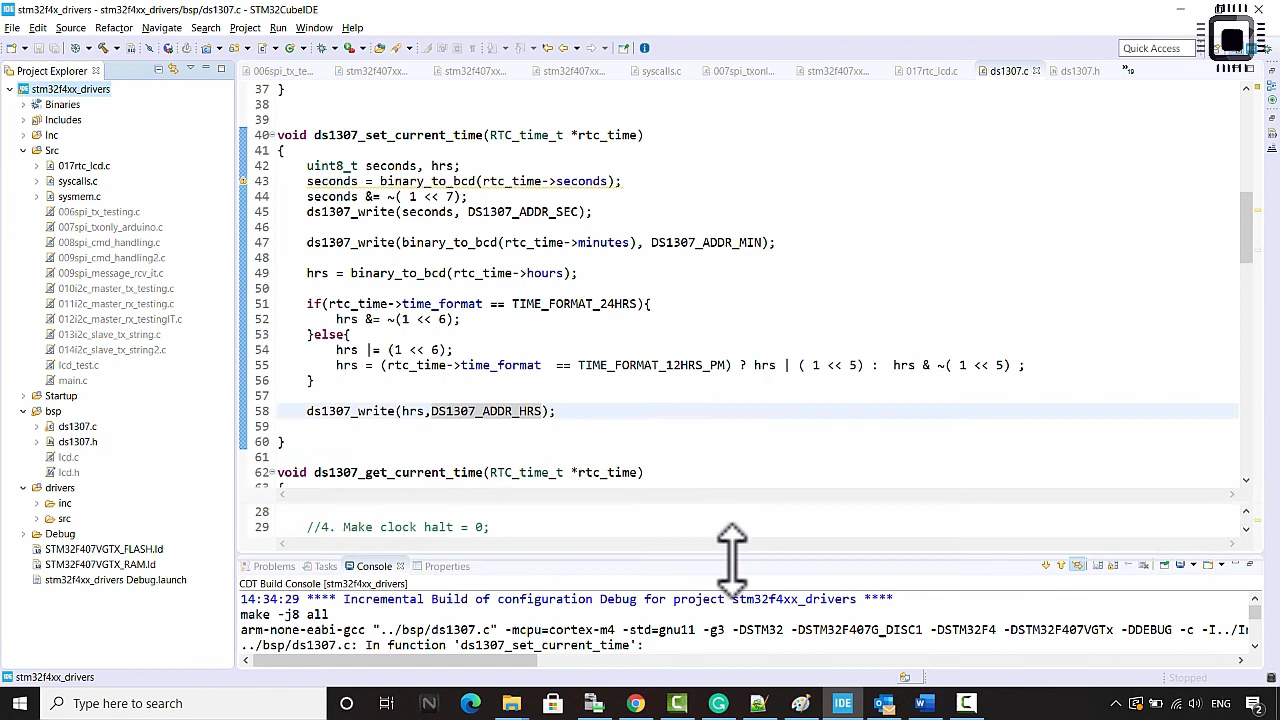 stm32f4xx_drivers - bsp/ds1307.c - STM32CubeIDE
File Edit Source Refactor Navigate Search Project Run Window Help
Quick Access
Project Explorer
006spi_tx_te...
stm32f407xx...
stm32f407xx...
stm32f407xx...
syscalls.c
007spi_txonl...
stm32f407xx...
017rtc_lcd.c
ds1307.c
ds1307.h
»19
stm32f4xx_drivers
Binaries
Includes
Inc
Src
017rtc_lcd.c
syscalls.c
sysmem.c
006spi_tx_testing.c
007spi_txonly_arduino.c
008spi_cmd_handling.c
009spi_cmd_handling2.c
009spi_message_rcv_it.c
010i2c_master_tx_testing.c
011i2c_master_rx_testing.c
012i2c_master_rx_testingIT.c
013i2c_slave_tx_string.c
014i2c_slave_tx_string2.c
lcd_test.c
main.c
Startup
bsp
ds1307.c
ds1307.h
lcd.c
lcd.h
drivers
inc
src
Debug
STM32F407VGTX_FLASH.ld
STM32F407VGTX_RAM.ld
stm32f4xx_drivers Debug.launch
37 }
38
39
40 void ds1307_set_current_time(RTC_time_t *rtc_time)
41 {
42 uint8_t seconds, hrs;
43 seconds = binary_to_bcd(rtc_time->seconds);
44 seconds &= ~( 1 << 7);
45 ds1307_write(seconds, DS1307_ADDR_SEC);
46
47 ds1307_write(binary_to_bcd(rtc_time->minutes), DS1307_ADDR_MIN);
48
49 hrs = binary_to_bcd(rtc_time->hours);
50
51 if(rtc_time->time_format == TIME_FORMAT_24HRS){
52 hrs &= ~(1 << 6);
53 }else{
54 hrs |= (1 << 6);
55 hrs = (rtc_time->time_format == TIME_FORMAT_12HRS_PM) ? hrs | ( 1 << 5) : hrs & ~( 1 << 5) ;
56 }
57
58 ds1307_write(hrs,DS1307_ADDR_HRS);
59
60 }
61
62 void ds1307_get_current_time(RTC_time_t *rtc_time)
28
29 //4. Make clock halt = 0;
Problems Tasks Console Properties
CDT Build Console [stm32f4xx_drivers]
14:34:29 **** Incremental Build of configuration Debug for project stm32f4xx_drivers ****
make -j8 all
arm-none-eabi-gcc "../bsp/ds1307.c" -mcpu=cortex-m4 -std=gnu11 -g3 -DSTM32 -DSTM32F407G_DISC1 -DSTM32F4 -DSTM32F407VGTx -DDEBUG -c -I../In
../bsp/ds1307.c: In function 'ds1307_set_current_time':
stm32f4xx_drivers
Stopped
Type here to search
IDE
ENG